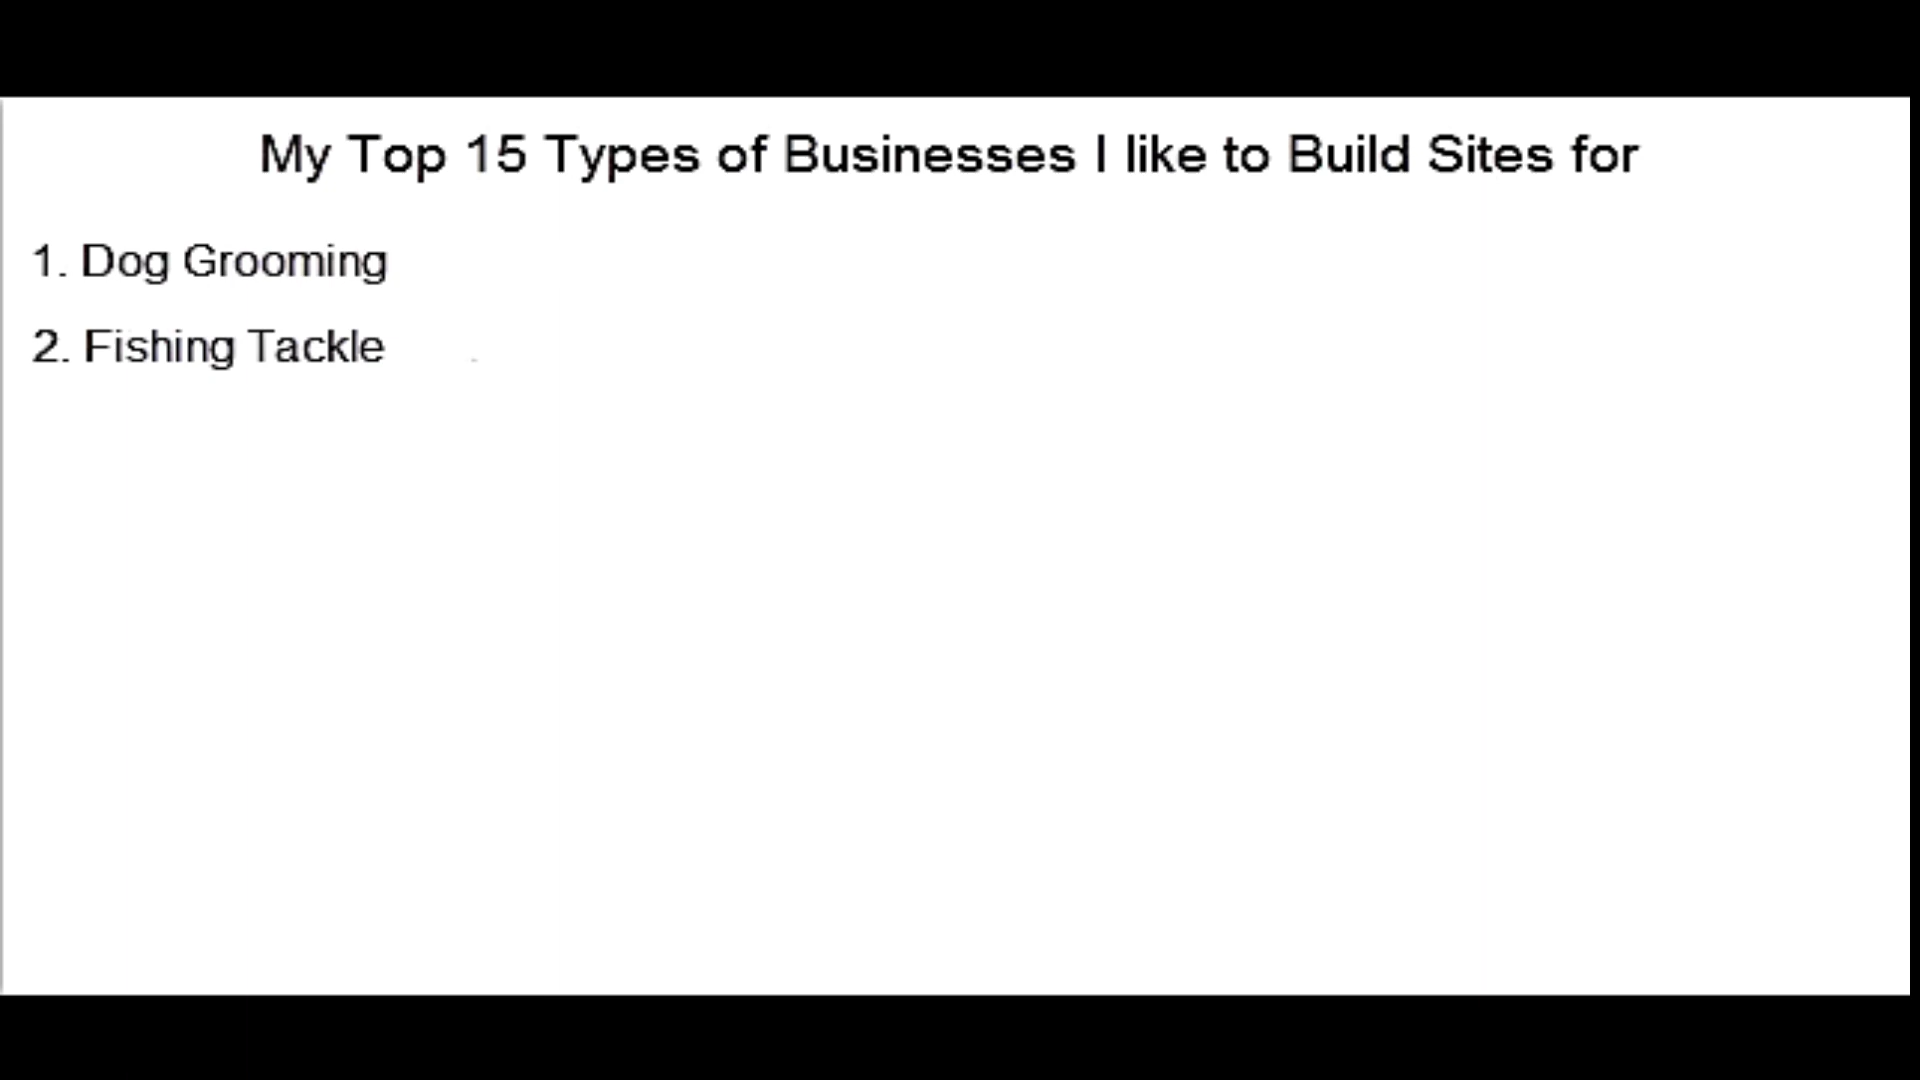 My Top 15 Types of Businesses I like to Build Sites for
1. Dog Grooming
2. Fishing Tackle